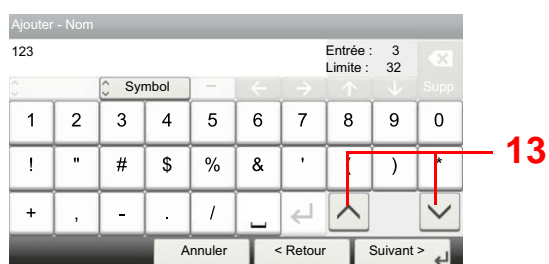 Ajouter - Nom
123
Entrée : 3
Limite : 32
Symbol
Supp
1 2 3 4 5 6 7 8 9 0
! " # $ % & ' ( ) *
+ , - . /
13
Annuler < Retour Suivant >